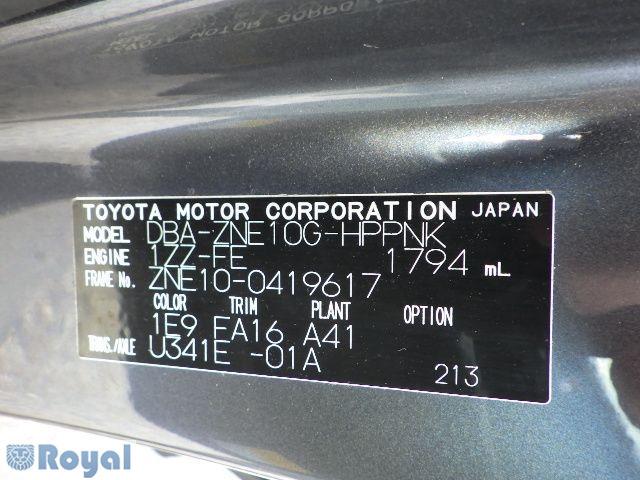 TOYOTA MOTOR CORPORATION JAPAN
MODEL DBA-ZNE10G-HPPNK
ENGINE 1ZZ-FE 1794 mL
FRAME No. ZNE10-0419617
COLOR TRIM PLANT OPTION
1E9 FA16 A41
TRANS./AXLE U341E -01A
213
Royal